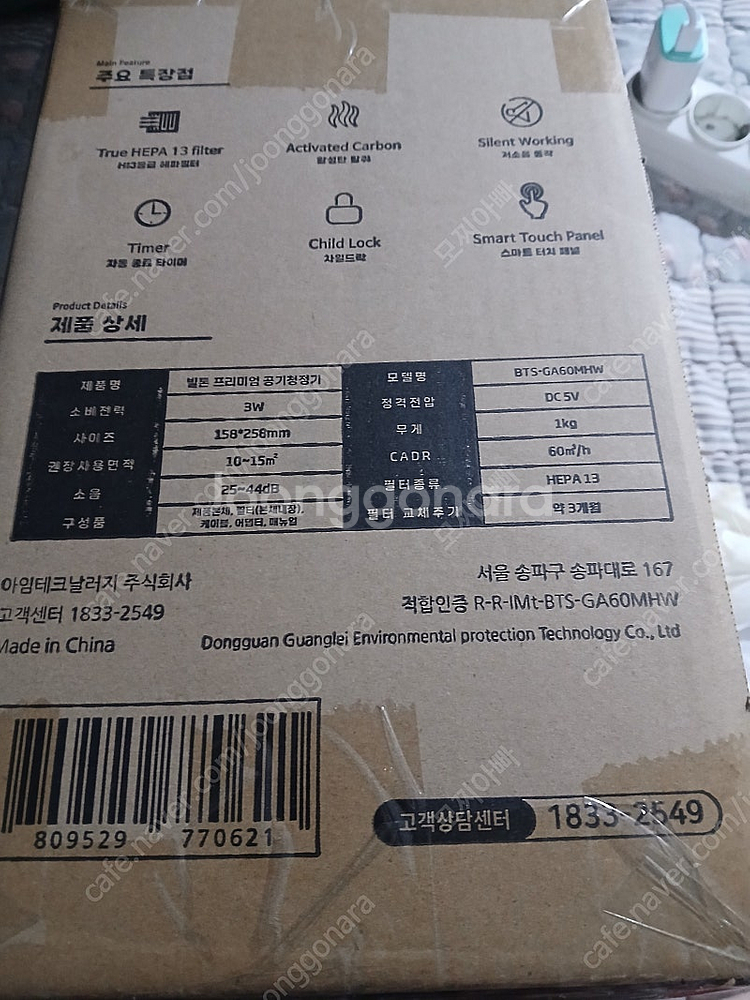 Main Feature
주요 특장점
True HEPA 13 filter
H13등급 헤파필터
Activated Carbon
활성탄 탈취
Silent Working
저소음 동작
Timer
자동 종료 타이머
Child Lock
차일드락
Smart Touch Panel
스마트 터치 패널
Product Details
제품 상세
제품명 빌톤 프리미엄 공기청정기 모델명 BTS-GA60MHW
소비전력 3W 정격전압 DC 5V
사이즈 158*258mm 무게 1kg
권장사용면적 10~15㎡ CADR 60㎥/h
소음 25~44dB 필터종류 HEPA 13
구성품 제품본체, 필터(본체내장), 케이블, 어댑터, 매뉴얼 필터 교체주기 약 3개월
아임테크날러지 주식회사
서울 송파구 송파대로 167
고객센터 1833-2549
적합인증 R-R-IMt-BTS-GA60MHW
Made in China
Dongguan Guanglei Environmental protection Technology Co., Ltd
809529 770621
고객상담센터 1833-2549
joonggonara
cafe.naver.com/joonggonara
모찌아빠